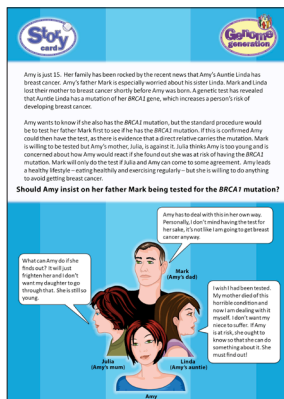 Story
card
Genome
generation
Amy is just 15. Her family has been rocked by the recent news that Amy's Auntie Linda has
breast cancer. Amy's father Mark is especially worried about his sister Linda. Mark and Linda
lost their mother to breast cancer shortly before Amy was born. A genetic test has revealed
that Auntie Linda has a mutation of her BRCA1 gene, which increases a person's risk of
developing breast cancer.
Amy wants to know if she also has the BRCA1 mutation, but the standard procedure would
be to test her father Mark first to see if he has the BRCA1 mutation. If this is confirmed Amy
could then have the test, as there is evidence that a direct relative carries the mutation. Mark
is willing to be tested but Amy's mother, Julia, is against it. Julia thinks Amy is too young and is
concerned about how Amy would react if she found out she was at risk of having the BRCA1
mutation. Mark will only do the test if Julia and Amy can come to some agreement. Amy leads
a healthy lifestyle – eating healthily and exercising regularly – but she is willing to do anything
to avoid getting breast cancer.
Should Amy insist on her father Mark being tested for the BRCA1 mutation?
Amy has to deal with this in her own way.
Personally, I don't mind having the test for
her sake, it's not like I am going to get breast
cancer anyway.
Mark
(Amy's dad)
What can Amy do if she
finds out? It will just
frighten her and I don't
want my daughter to go
through that. She is still so
young.
Julia
(Amy's mum)
I wish I had been tested.
My mother died of this
horrible condition and
now I am dealing with it
myself. I don't want my
niece to suffer. If Amy
is at risk, she ought to
know so that she can do
something about it. She
must find out!
Linda
(Amy's auntie)
Amy